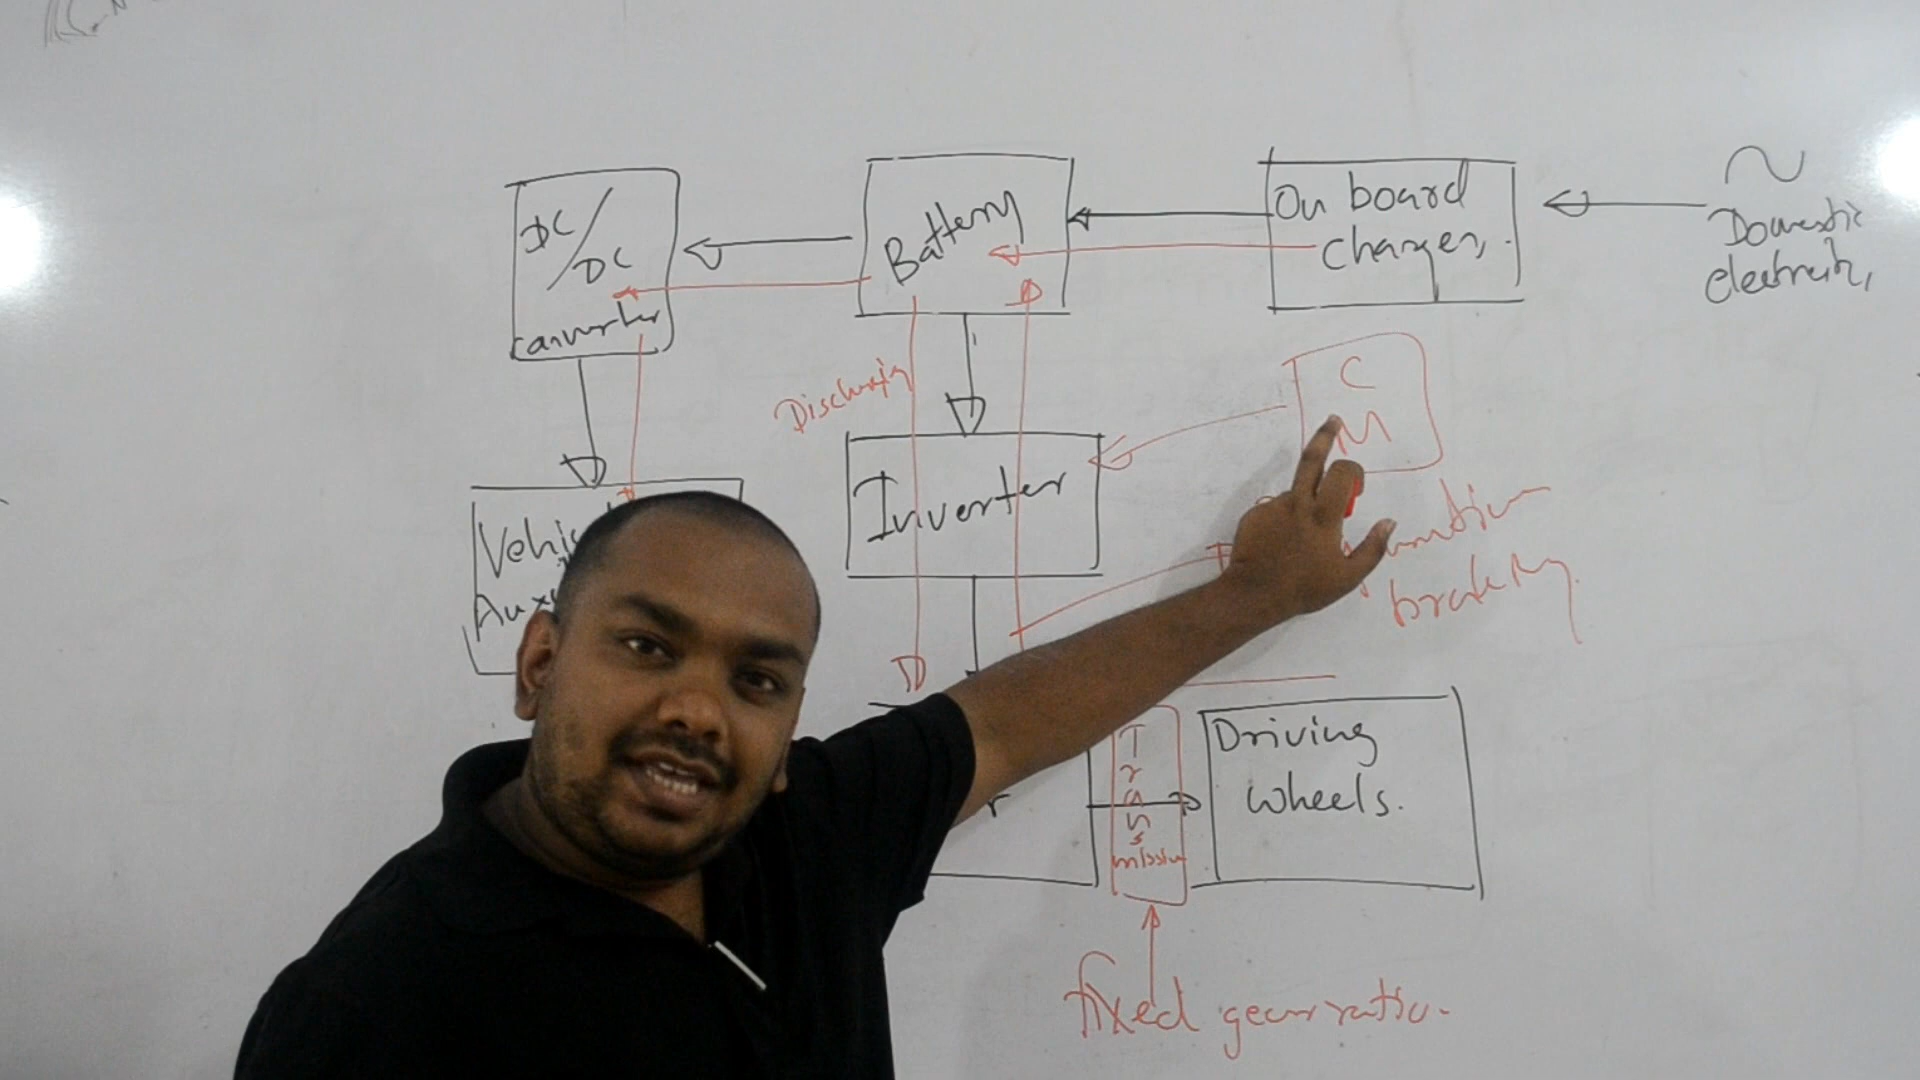 DC/
DC
converter
Battery
On board
charger
Domestic
electricity
Discharging
C
M
Inverter
braking
Trans
mission
Driving
wheels.
fixed gear ratio.